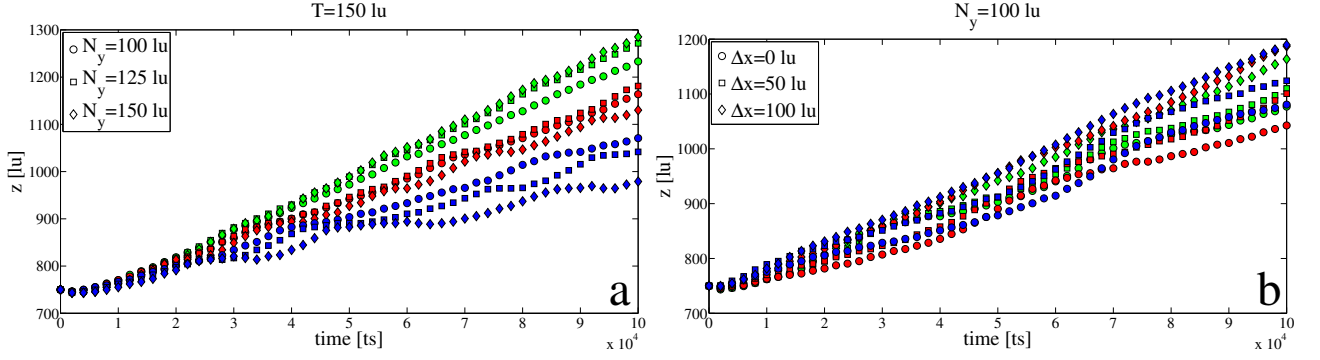 T=150 lu
1300
1200
1100
1000
900
800
700
z [lu]
N_y=100 lu
N_y=125 lu
N_y=150 lu
a
0 1 2 3 4 5 6 7 8 9 10
time [ts]
x 10^4
N_y=100 lu
1200
1100
1000
900
800
700
z [lu]
Δx=0 lu
Δx=50 lu
Δx=100 lu
b
0 1 2 3 4 5 6 7 8 9 10
time [ts]
x 10^4